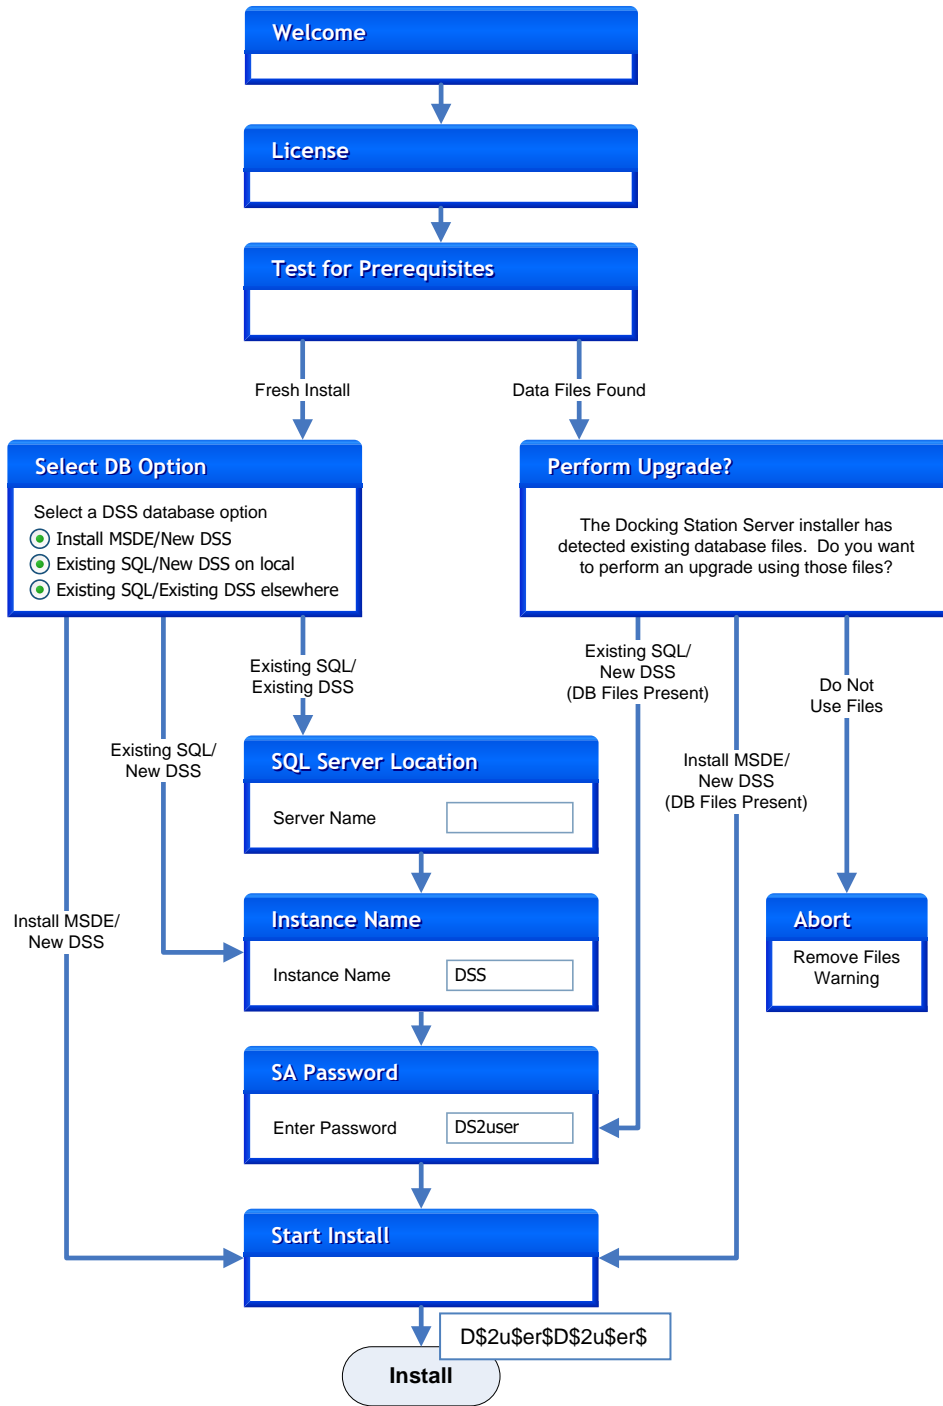 Welcome
License
Test for Prerequisites
Fresh Install
Data Files Found
Select DB Option
Select a DSS database option
Install MSDE/New DSS
Existing SQL/New DSS on local
Existing SQL/Existing DSS elsewhere
Perform Upgrade?
The Docking Station Server installer has
detected existing database files. Do you want
to perform an upgrade using those files?
Existing SQL/
Existing DSS
Existing SQL/
New DSS
(DB Files Present)
Do Not
Use Files
Existing SQL/
New DSS
Install MSDE/
New DSS
(DB Files Present)
SQL Server Location
Server Name
Install MSDE/
New DSS
Instance Name
Instance Name
DSS
Abort
Remove Files
Warning
SA Password
Enter Password
DS2user
Start Install
D$2u$er$D$2u$er$
Install